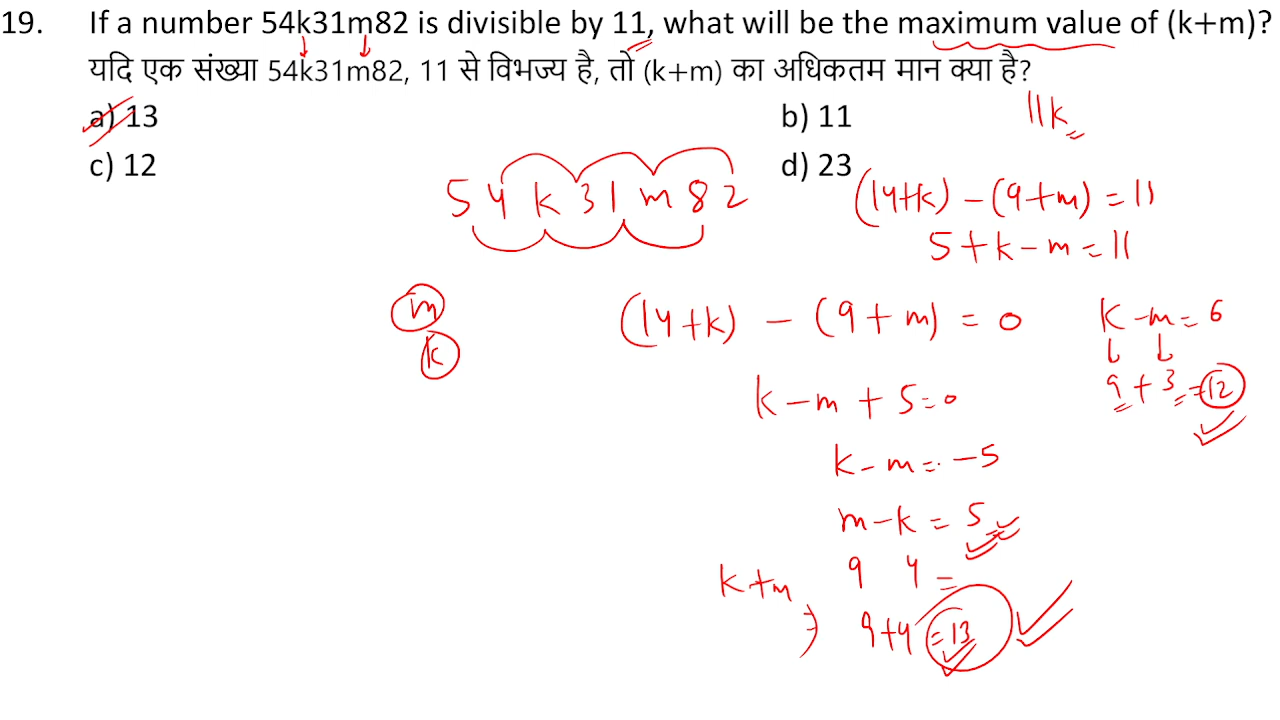 19. If a number 54k31m82 is divisible by 11, what will be the maximum value of (k+m)?
यदि एक संख्या 54k31m82, 11 से विभज्य है, तो (k+m) का अधिकतम मान क्या है?
a) 13 b) 11
c) 12 d) 23
11k
54k31m82
(14+k) - (9+m) = 11
5+k-m=11
m
k
(14+k) - (9+m) = 0
k-m=6
9+3=12
k-m+5=0
k-m=-5
m-k=5
9 4 =
k+m
⇒ 9+4=13